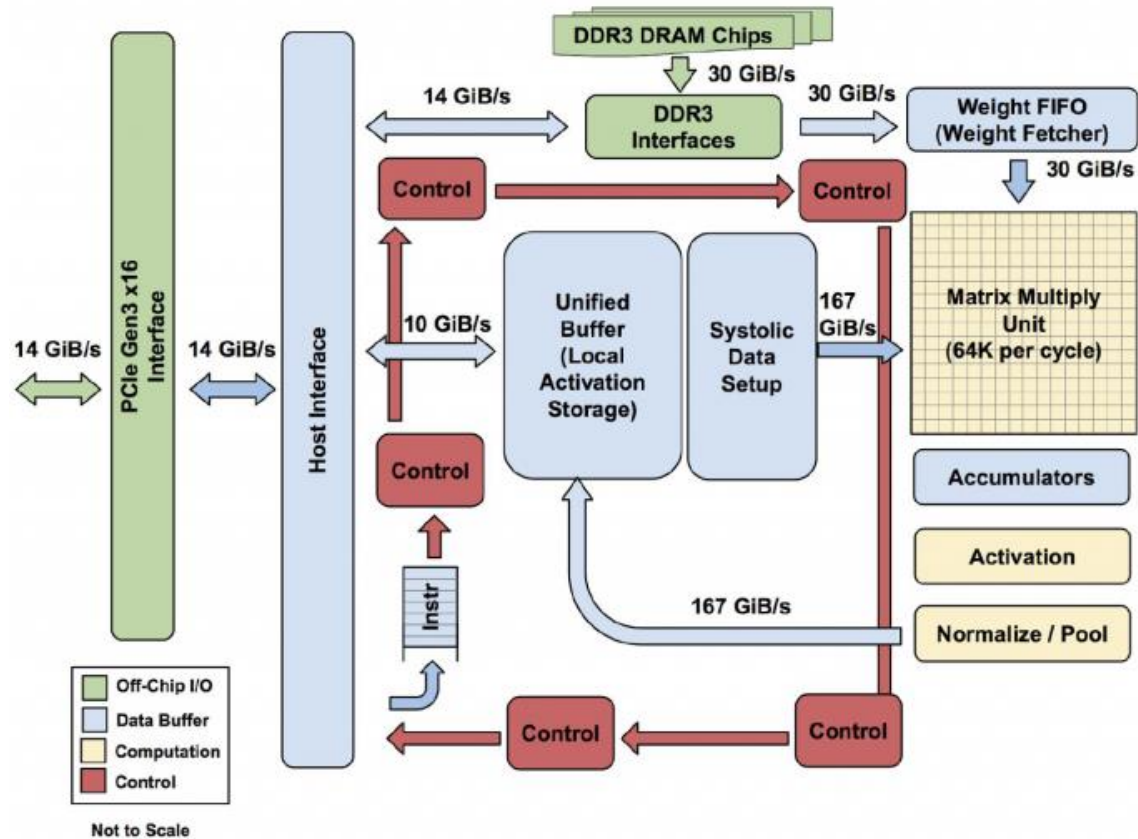 DDR3 DRAM Chips
30 GiB/s
14 GiB/s
30 GiB/s
DDR3
Interfaces
Weight FIFO
(Weight Fetcher)
30 GiB/s
Control
Control
Unified
Buffer
(Local
Activation
Storage)
Systolic
Data
Setup
167
GiB/s
Matrix Multiply
Unit
(64K per cycle)
10 GiB/s
14 GiB/s
PCIe Gen3 x16
Interface
14 GiB/s
Host Interface
Control
Accumulators
Activation
Instr
167 GiB/s
Normalize / Pool
Off-Chip I/O
Data Buffer
Computation
Control
Control
Control
Not to Scale